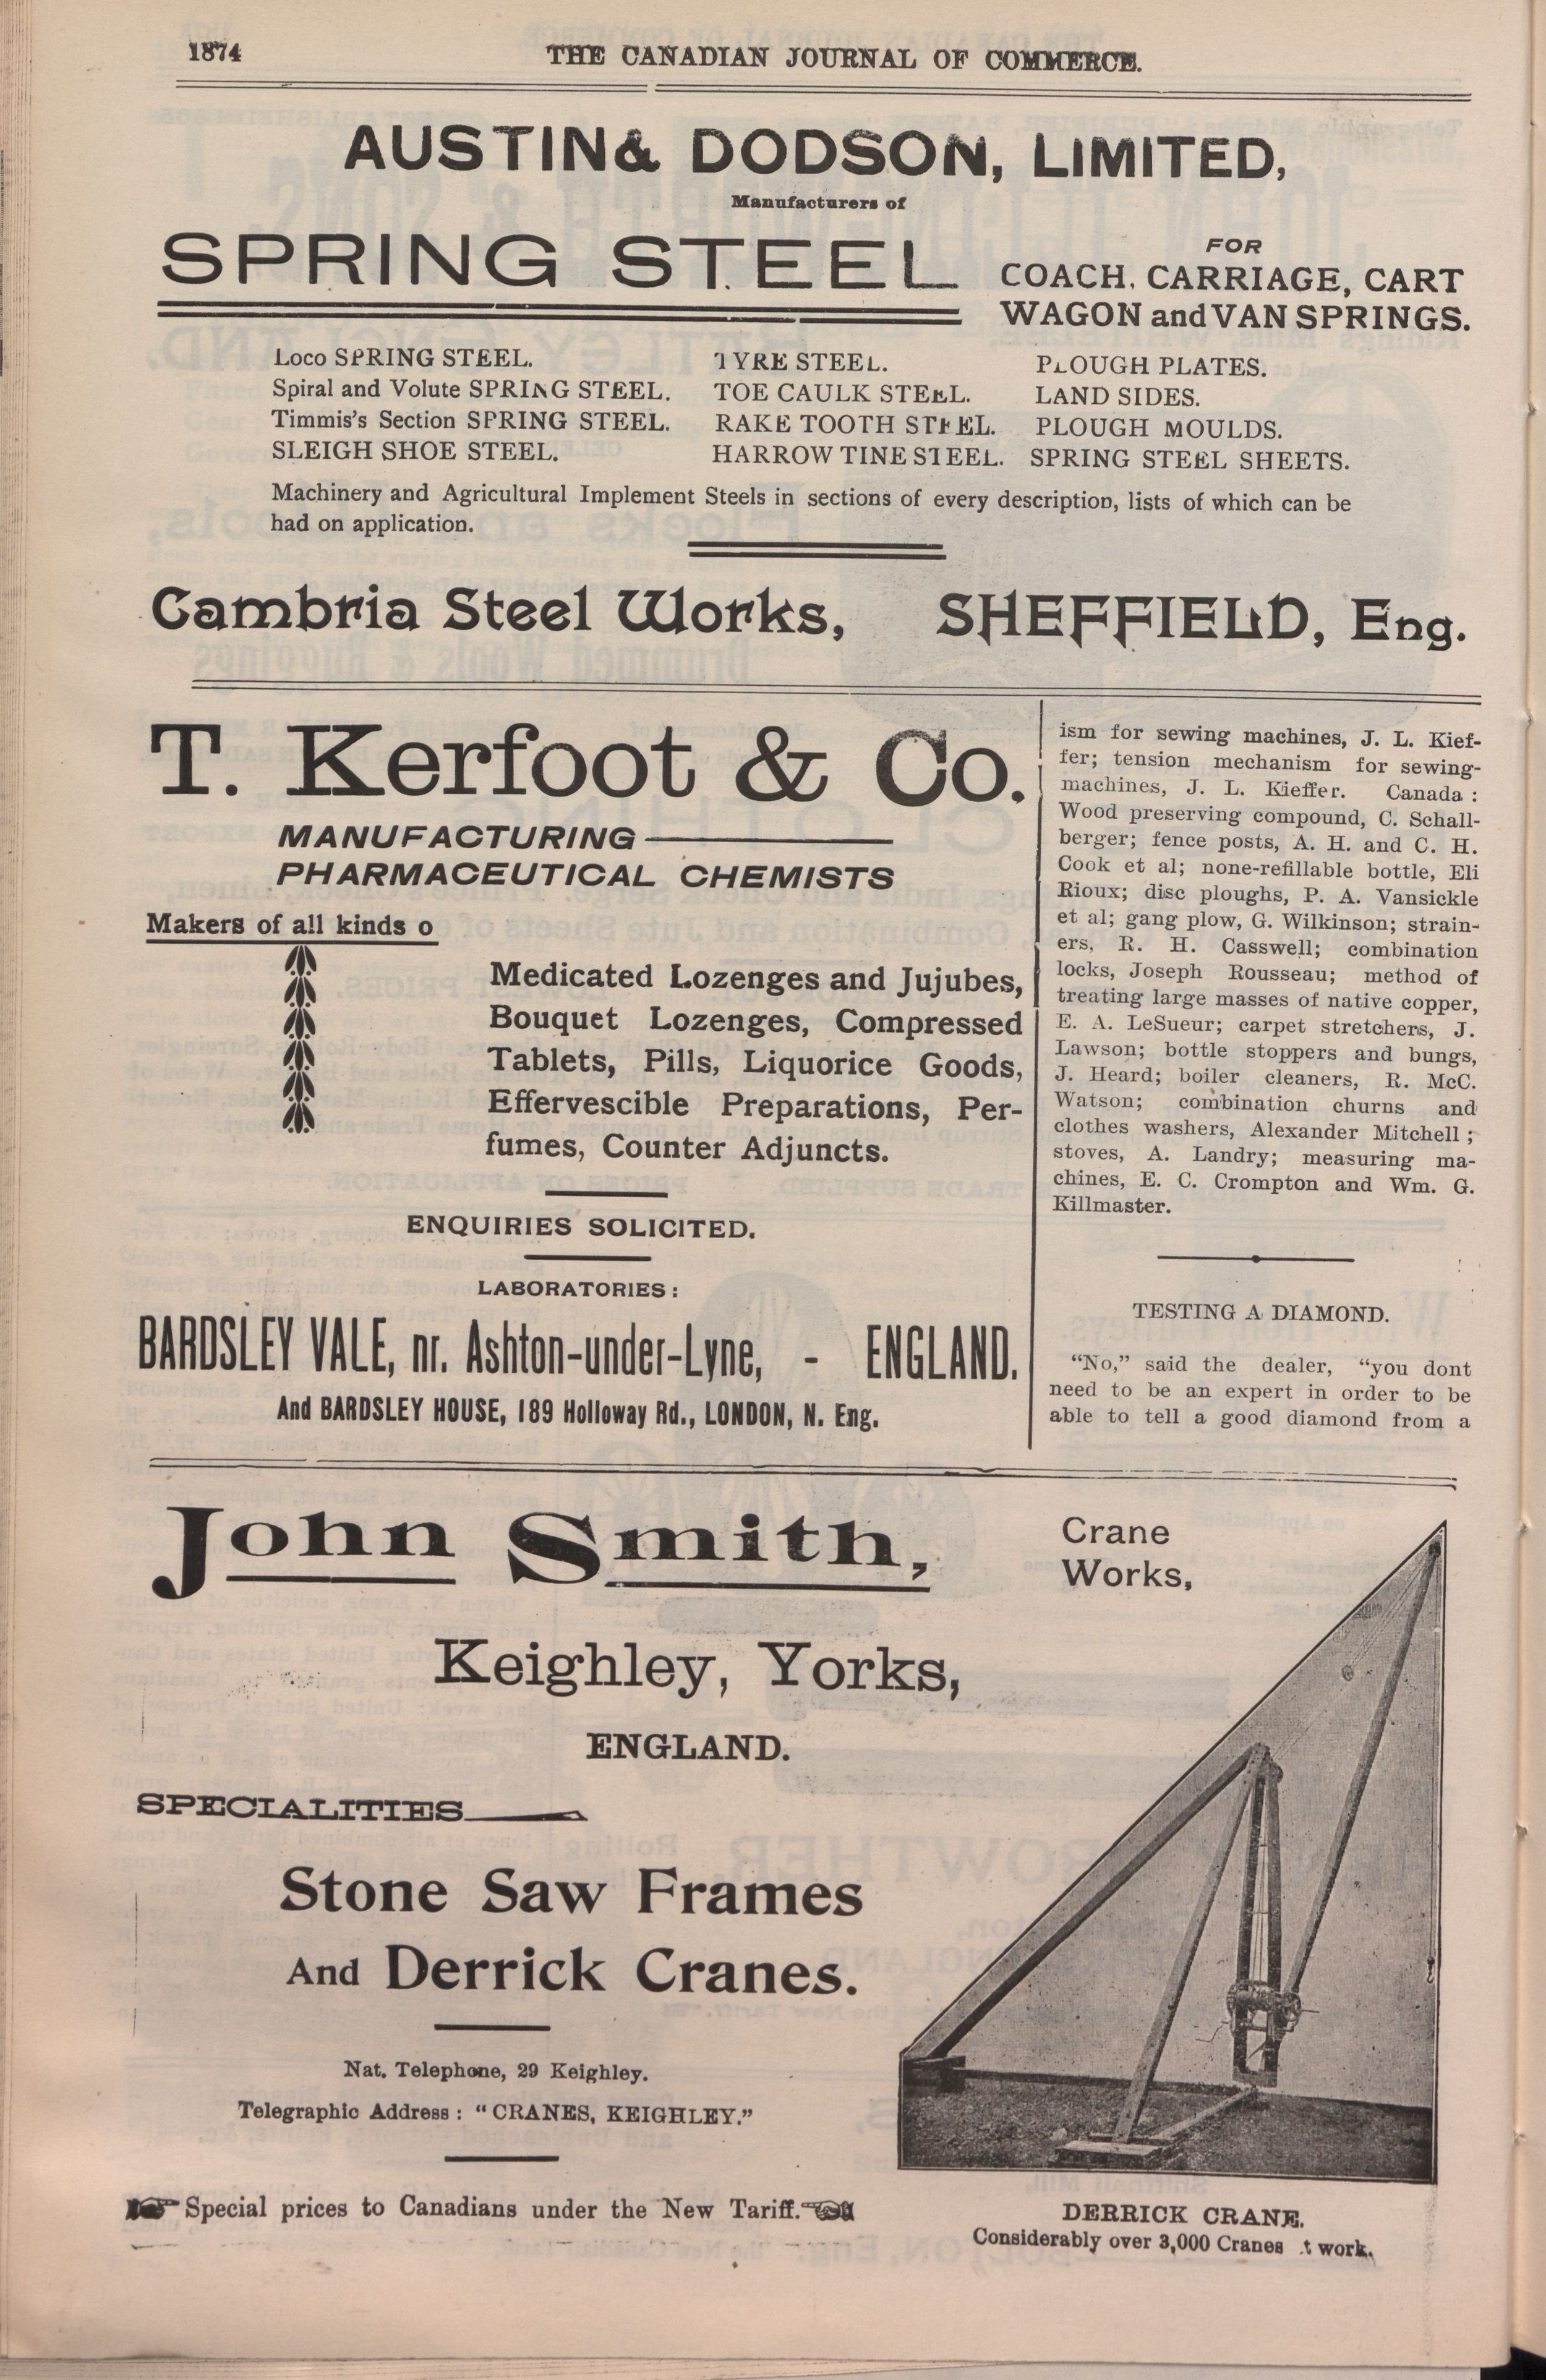 1874
THE CANADIAN JOURNAL OF COMMERCE.
AUSTIN & DODSON, LIMITED,
Manufacturers of
SPRING STEEL
FOR
COACH, CARRIAGE, CART
WAGON and VAN SPRINGS.
Loco SPRING STEEL.
Spiral and Volute SPRING STEEL.
Timmis's Section SPRING STEEL.
SLEIGH SHOE STEEL.
TYRE STEEL.
TOE CAULK STEEL.
RAKE TOOTH STEEL.
HARROW TINE STEEL.
PLOUGH PLATES.
LAND SIDES.
PLOUGH MOULDS.
SPRING STEEL SHEETS.
Machinery and Agricultural Implement Steels in sections of every description, lists of which can be
had on application.
Cambria Steel Works, SHEFFIELD, Eng.
T. Kerfoot & Co.
MANUFACTURING
PHARMACEUTICAL CHEMISTS
Makers of all kinds o
Medicated Lozenges and Jujubes,
Bouquet Lozenges, Compressed
Tablets, Pills, Liquorice Goods,
Effervescible Preparations, Per-
fumes, Counter Adjuncts.
ENQUIRIES SOLICITED.
LABORATORIES:
BARDSLEY VALE, nr. Ashton-under-Lyne, - ENGLAND.
And BARDSLEY HOUSE, 189 Holloway Rd., LONDON, N. Eng.
ism for sewing machines, J. L. Kief-
fer; tension mechanism for sewing-
machines, J. L. Kieffer. Canada:
Wood preserving compound, C. Schall-
berger; fence posts, A. H. and C. H.
Cook et al; none-refillable bottle, Eli
Rioux; disc ploughs, P. A. Vansickle
et al; gang plow, G. Wilkinson; strain-
ers, R. H. Casswell; combination
locks, Joseph Rousseau; method of
treating large masses of native copper,
E. A. LeSueur; carpet stretchers, J.
Lawson; bottle stoppers and bungs,
J. Heard; boiler cleaners, R. McC.
Watson; combination churns and
clothes washers, Alexander Mitchell;
stoves, A. Landry; measuring ma-
chines, E. C. Crompton and Wm. G.
Killmaster.
TESTING A DIAMOND.
"No," said the dealer, "you dont
need to be an expert in order to be
able to tell a good diamond from a
John Smith,
Crane
Works,
Keighley, Yorks,
ENGLAND.
SPECIALITIES
Stone Saw Frames
And Derrick Cranes.
Nat. Telephone, 29 Keighley.
Telegraphic Address: "CRANES, KEIGHLEY."
Special prices to Canadians under the New Tariff.
DERRICK CRANE.
Considerably over 3,000 Cranes t work.